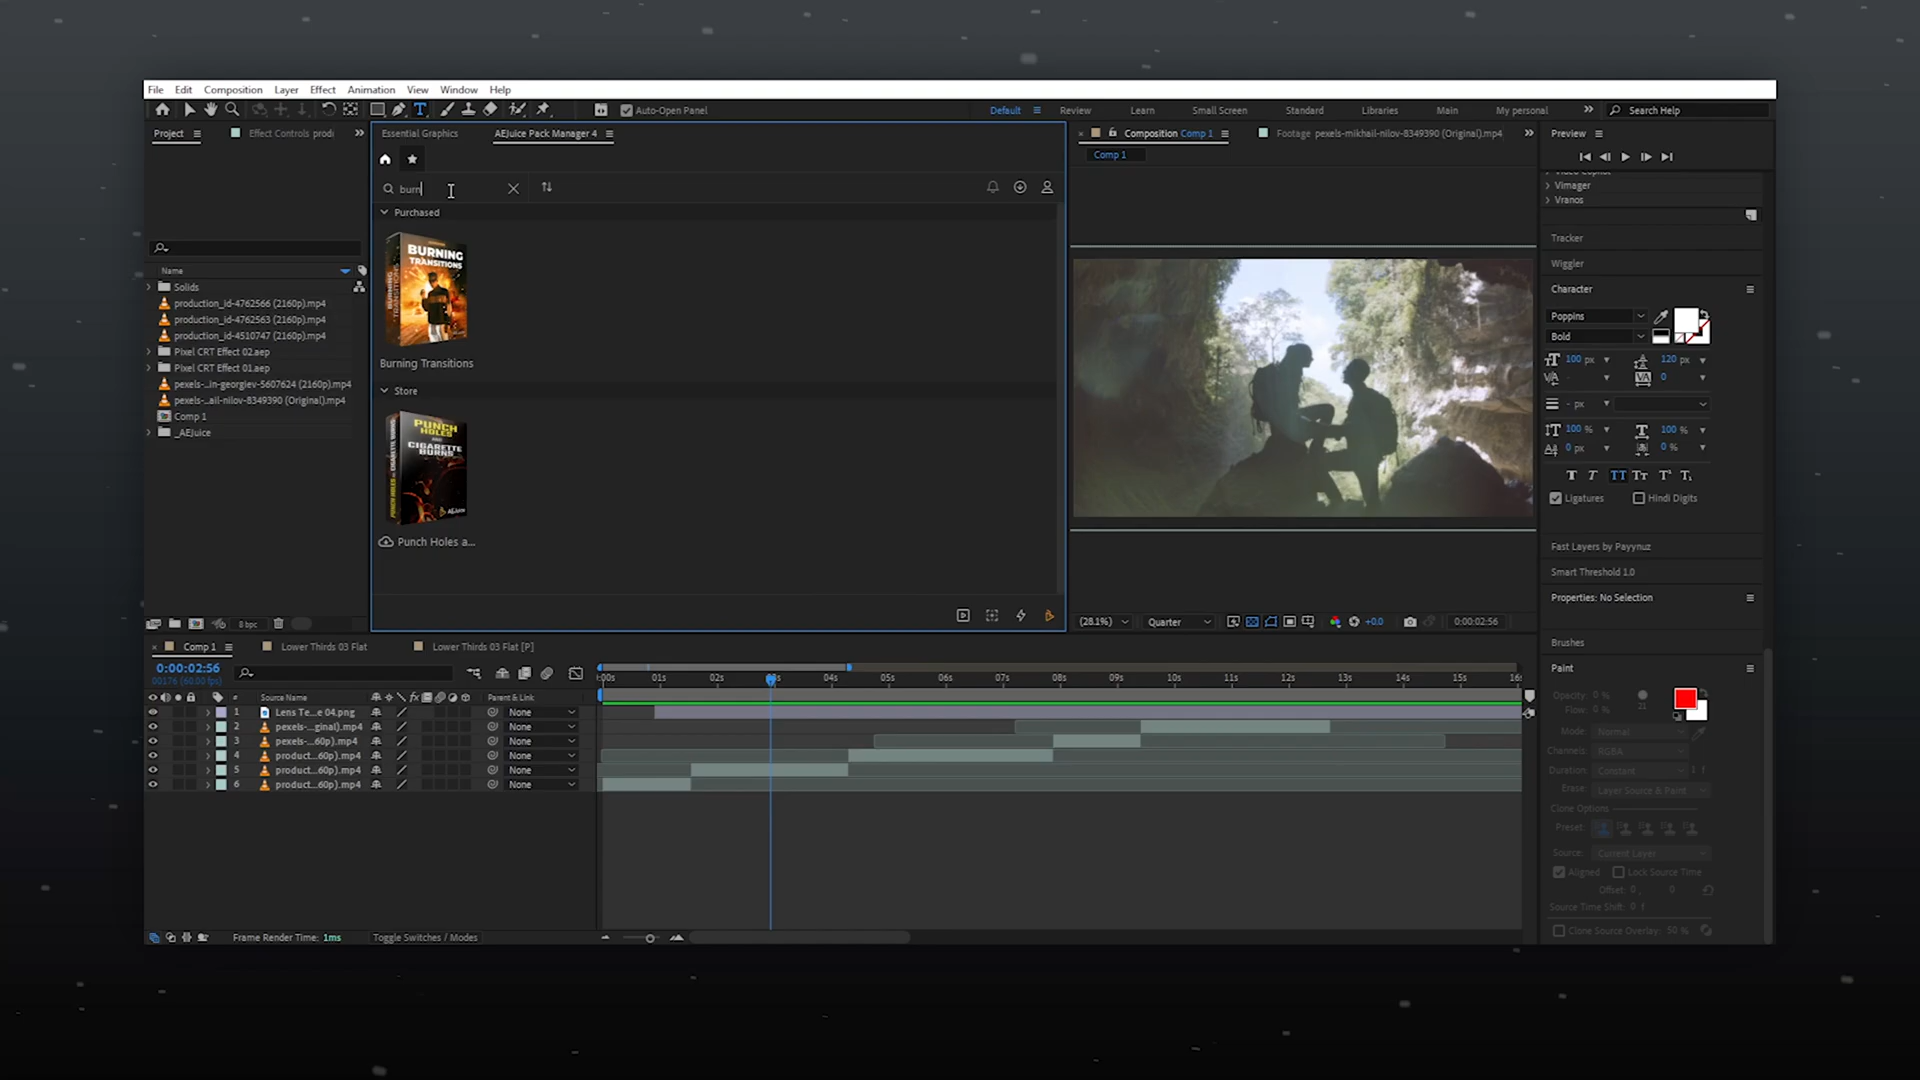 File Edit Composition Layer Effect Animation View Window Help
Auto-Open Panel
Default Review Learn Small Screen Standard Libraries Main My personal Search Help
Project Effect Controls prodi
Essential Graphics AEJuice Pack Manager 4
Composition Comp 1 Footage pexels-mikhail-nilov-8349390 (Original).mp4
Preview
Comp 1
burn
Purchased
BURNING
TRANSITIONS
Burning Transitions
Store
PUNCH
HOLES
AND
CIGARETTE
BURNS
AEJuice
Punch Holes a...
Name
Solids
production_id-4762566 (2160p).mp4
production_id-4762563 (2160p).mp4
production_id-4510747 (2160p).mp4
Pixel CRT Effect 02.aep
Pixel CRT Effect 01.aep
pexels-...in-georgiev-5607624 (2160p).mp4
pexels-...ail-nilov-8349390 (Original).mp4
Comp 1
_AEJuice
8 bpc
(28.1%) Quarter +0.0 0:00:02:56
Video Copilot
Vimager
Vranos
Tracker
Wiggler
Character
Poppins
Bold
100 px 120 px
0
- px
100 % 100 %
0 px 0 %
Ligatures Hindi Digits
Fast Layers by Payynuz
Smart Threshold 1.0
Properties: No Selection
Brushes
Paint
Opacity: 0 %
Flow: 0 %
21
Mode: Normal
Channels: RGBA
Duration: Constant 1 f
Erase: Layer Source & Paint
Clone Options
Preset:
Source: Current Layer
Aligned Lock Source Time
Offset: 0 , 0
Source Time Shift: 0 f
Clone Source Overlay: 50 %
Comp 1 Lower Thirds 03 Flat Lower Thirds 03 Flat [P]
0:00:02:56
00176 (60.00 fps)
:00s 01s 02s 03s 04s 05s 06s 07s 08s 09s 10s 11s 12s 13s 14s 15s 16s
# Source Name Parent & Link
1 Lens Te...e 04.png None
2 pexels-...ginal).mp4 None
3 pexels-...60p).mp4 None
4 product...60p).mp4 None
5 product...60p).mp4 None
6 product...60p).mp4 None
Frame Render Time: 1ms Toggle Switches / Modes